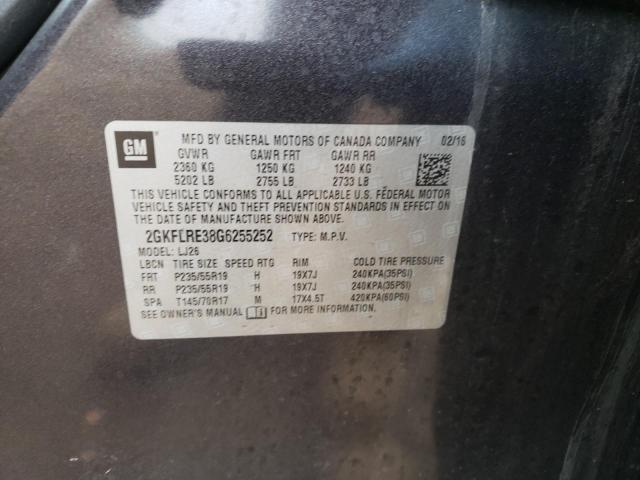 GM
MFD BY GENERAL MOTORS OF CANADA COMPANY 02/16
GVWR GAWR FRT GAWR RR
2360 KG 1250 KG 1240 KG
5202 LB 2755 LB 2733 LB
THIS VEHICLE CONFORMS TO ALL APPLICABLE U.S. FEDERAL MOTOR
VEHICLE SAFETY AND THEFT PREVENTION STANDARDS IN EFFECT
ON THE DATE OF MANUFACTURE SHOWN ABOVE.
2GKFLRE38G6255252 TYPE: M.P.V.
MODEL: LJ26
LBCN TIRE SIZE SPEED RTG RIM COLD TIRE PRESSURE
FRT P235/55R19 H 19X7J 240KPA(35PSI)
RR P235/55R19 H 19X7J 240KPA(35PSI)
SPA T145/70R17 M 17X4.5T 420KPA(60PSI)
SEE OWNER'S MANUAL FOR MORE INFORMATION.